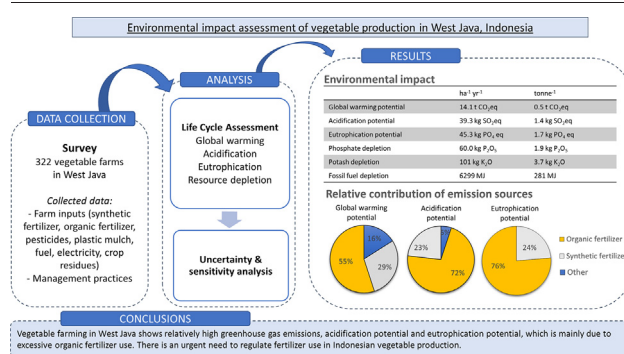 Environmental impact assessment of vegetable production in West Java, Indonesia
DATA COLLECTION
Survey
322 vegetable farms
in West Java
Collected data:
- Farm inputs (synthetic
fertilizer, organic fertilizer,
pesticides, plastic mulch,
fuel, electricity, crop
residues)
- Management practices
ANALYSIS
Life Cycle Assessment
Global warming
Acidification
Eutrophication
Resource depletion
Uncertainty &
sensitivity analysis
RESULTS
Environmental impact
ha⁻¹ yr⁻¹ tonne⁻¹
Global warming potential 14.1 t CO₂eq 0.5 t CO₂eq
Acidification potential 39.3 kg SO₂eq 1.4 kg SO₂eq
Eutrophication potential 45.3 kg PO₄ eq 1.7 kg PO₄ eq
Phosphate depletion 60.0 kg P₂O₅ 1.9 kg P₂O₅
Potash depletion 101 kg K₂O 3.7 kg K₂O
Fossil fuel depletion 6299 MJ 281 MJ
Relative contribution of emission sources
Global warming
potential
16%
55%
29%
Acidification
potential
23%
72%
Eutrophication
potential
24%
76%
Organic fertilizer
Synthetic fertilize
Other
CONCLUSIONS
Vegetable farming in West Java shows relatively high greenhouse gas emissions, acidification potential and eutrophication potential, which is mainly due to
excessive organic fertilizer use. There is an urgent need to regulate fertilizer use in Indonesian vegetable production.